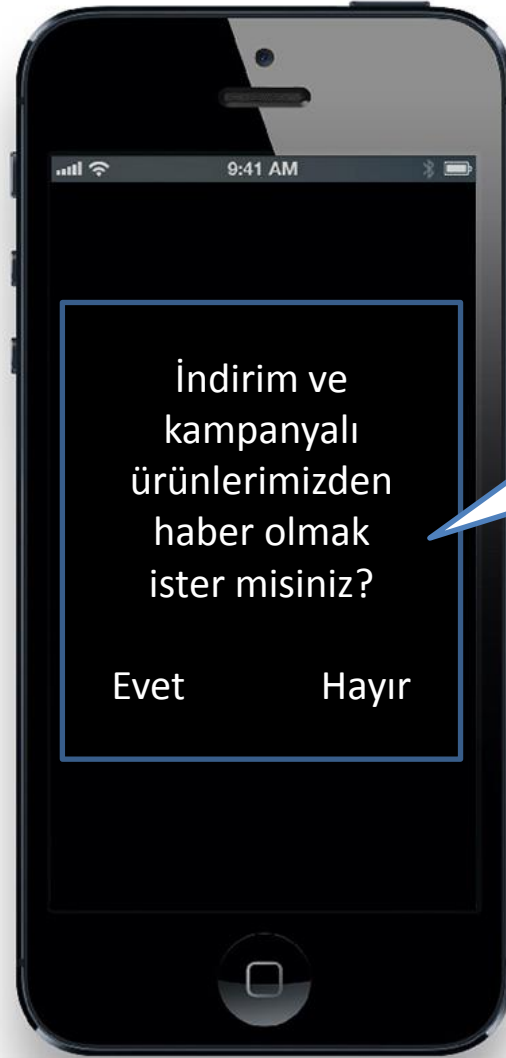 9:41 AM
İndirim ve
kampanyalı
ürünlerimizden
haber olmak
ister misiniz?
Evet Hayır